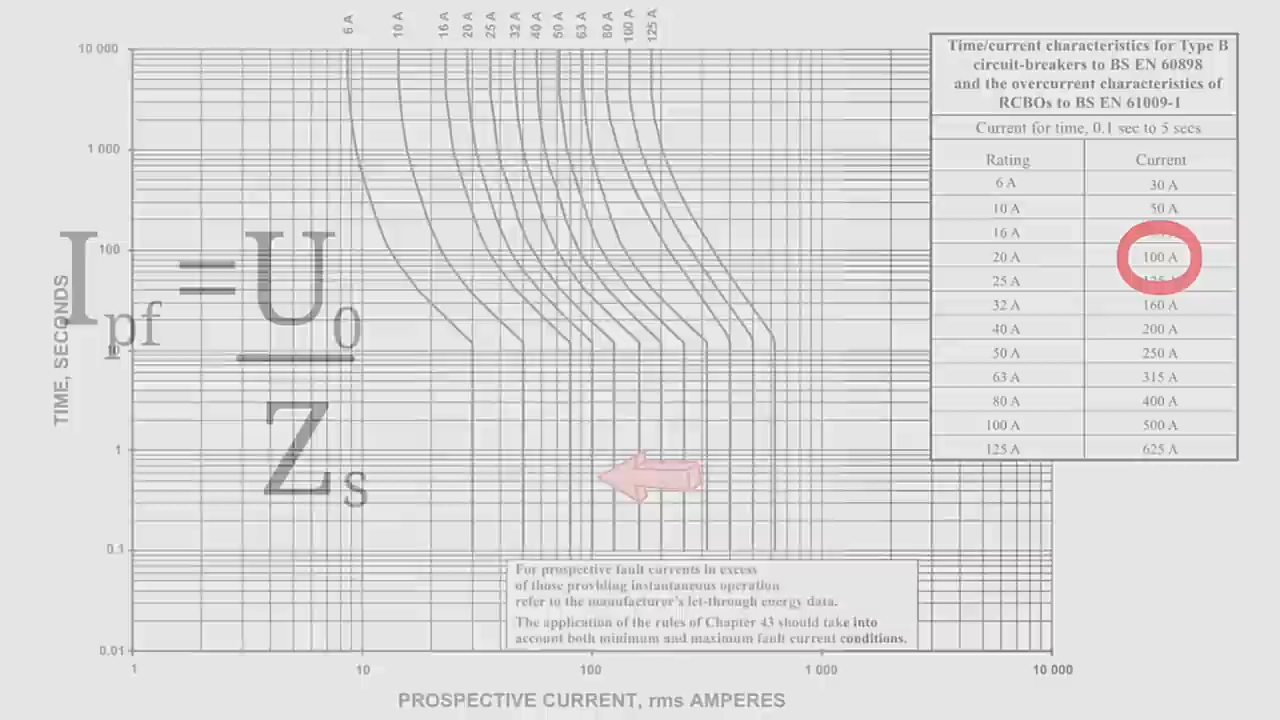 6 A 10 A 16 A 20 A 25 A 32 A 40 A 50 A 63 A 80 A 100 A 125 A
10 000
1 000
100
10
1
0.1
0.01
TIME, SECONDS
1 10 100 1 000 10 000
PROSPECTIVE CURRENT, rms AMPERES
I pf = U 0
Z S
For prospective fault currents in excess
of those providing instantaneous operation
refer to the manufacturer's let-through energy data.
The application of the rules of Chapter 43 should take into
account both minimum and maximum fault current conditions.
Time/current characteristics for Type B
circuit-breakers to BS EN 60898
and the overcurrent characteristics of
RCBOs to BS EN 61009-1
Current for time, 0.1 sec to 5 secs
Rating Current
6 A 30 A
10 A 50 A
16 A
20 A 100 A
25 A
32 A 160 A
40 A 200 A
50 A 250 A
63 A 315 A
80 A 400 A
100 A 500 A
125 A 625 A